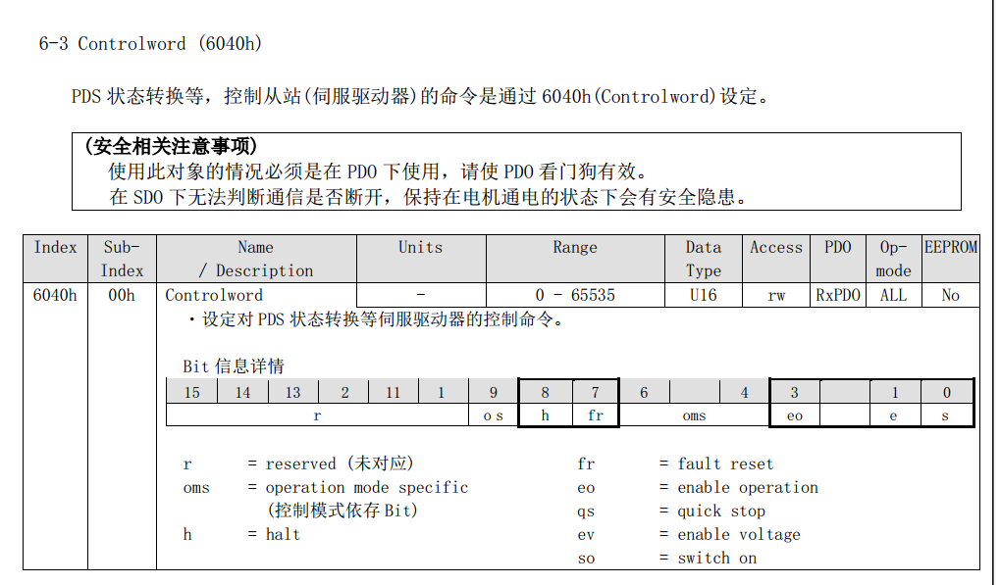 6-3 Controlword (6040h)
PDS 状态转换等，控制从站(伺服驱动器)的命令是通过 6040h(Controlword)设定。
(安全相关注意事项)
使用此对象的情况必须是在 PDO 下使用，请使 PDO 看门狗有效。
在 SDO 下无法判断通信是否断开，保持在电机通电的状态下会有安全隐患。
Index Sub-Index Name / Description Units Range Data Type Access PDO Op-mode EEPROM
6040h 00h Controlword - 0 - 65535 U16 rw RxPDO ALL No
・设定对 PDS 状态转换等伺服驱动器的控制命令。
Bit 信息详情
15 14 13 2 11 1 9 8 7 6 4 3 1 0
r o s h fr oms eo e s
r = reserved (未对应) fr = fault reset
oms = operation mode specific eo = enable operation
(控制模式依存 Bit) qs = quick stop
h = halt ev = enable voltage
so = switch on